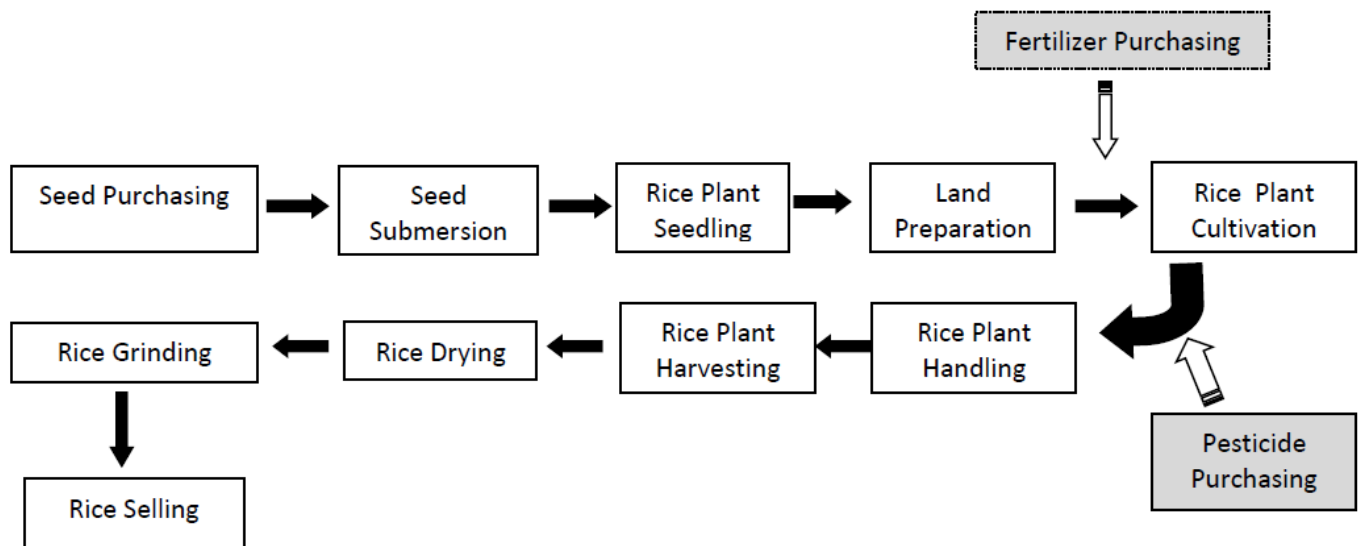 Fertilizer Purchasing
Seed Purchasing
Seed
Submersion
Rice Plant
Seedling
Land
Preparation
Rice Plant
Cultivation
Rice Grinding
Rice Drying
Rice Plant
Harvesting
Rice Plant
Handling
Pesticide
Purchasing
Rice Selling